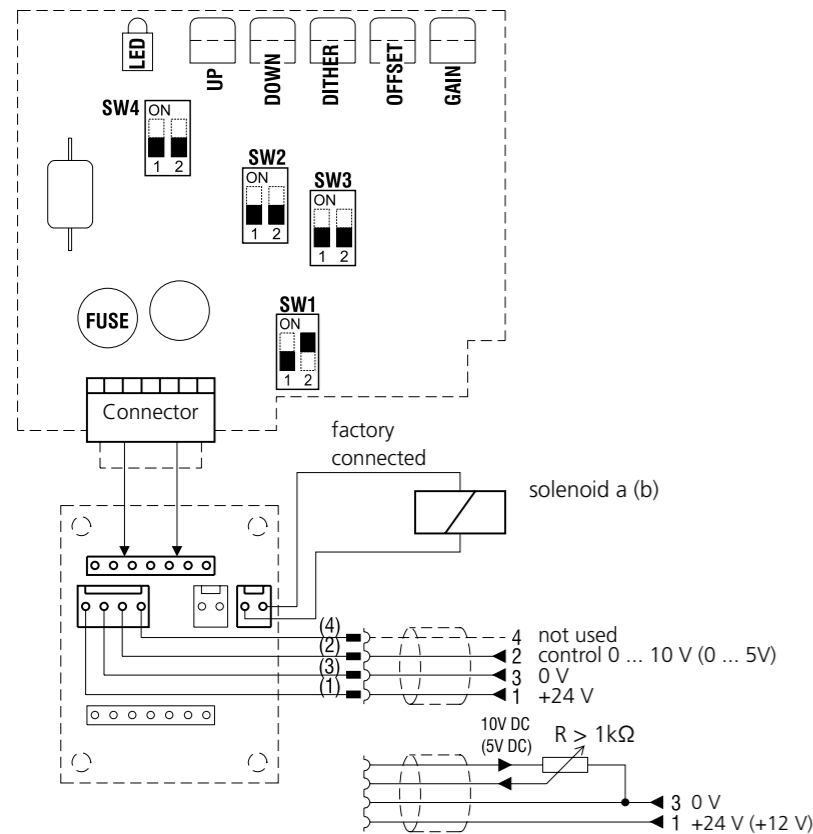 LED
UP
DOWN
DITHER
OFFSET
GAIN
SW4
ON
1 2
SW2
ON
1 2
SW3
ON
1 2
FUSE
SW1
ON
1 2
Connector
factory
connected
solenoid a (b)
(4)
4 not used
(2)
2 control 0 ... 10 V (0 ... 5V)
(3)
3 0 V
(1)
1 +24 V
10V DC
(5V DC)
R > 1kΩ
3 0 V
1 +24 V (+12 V)